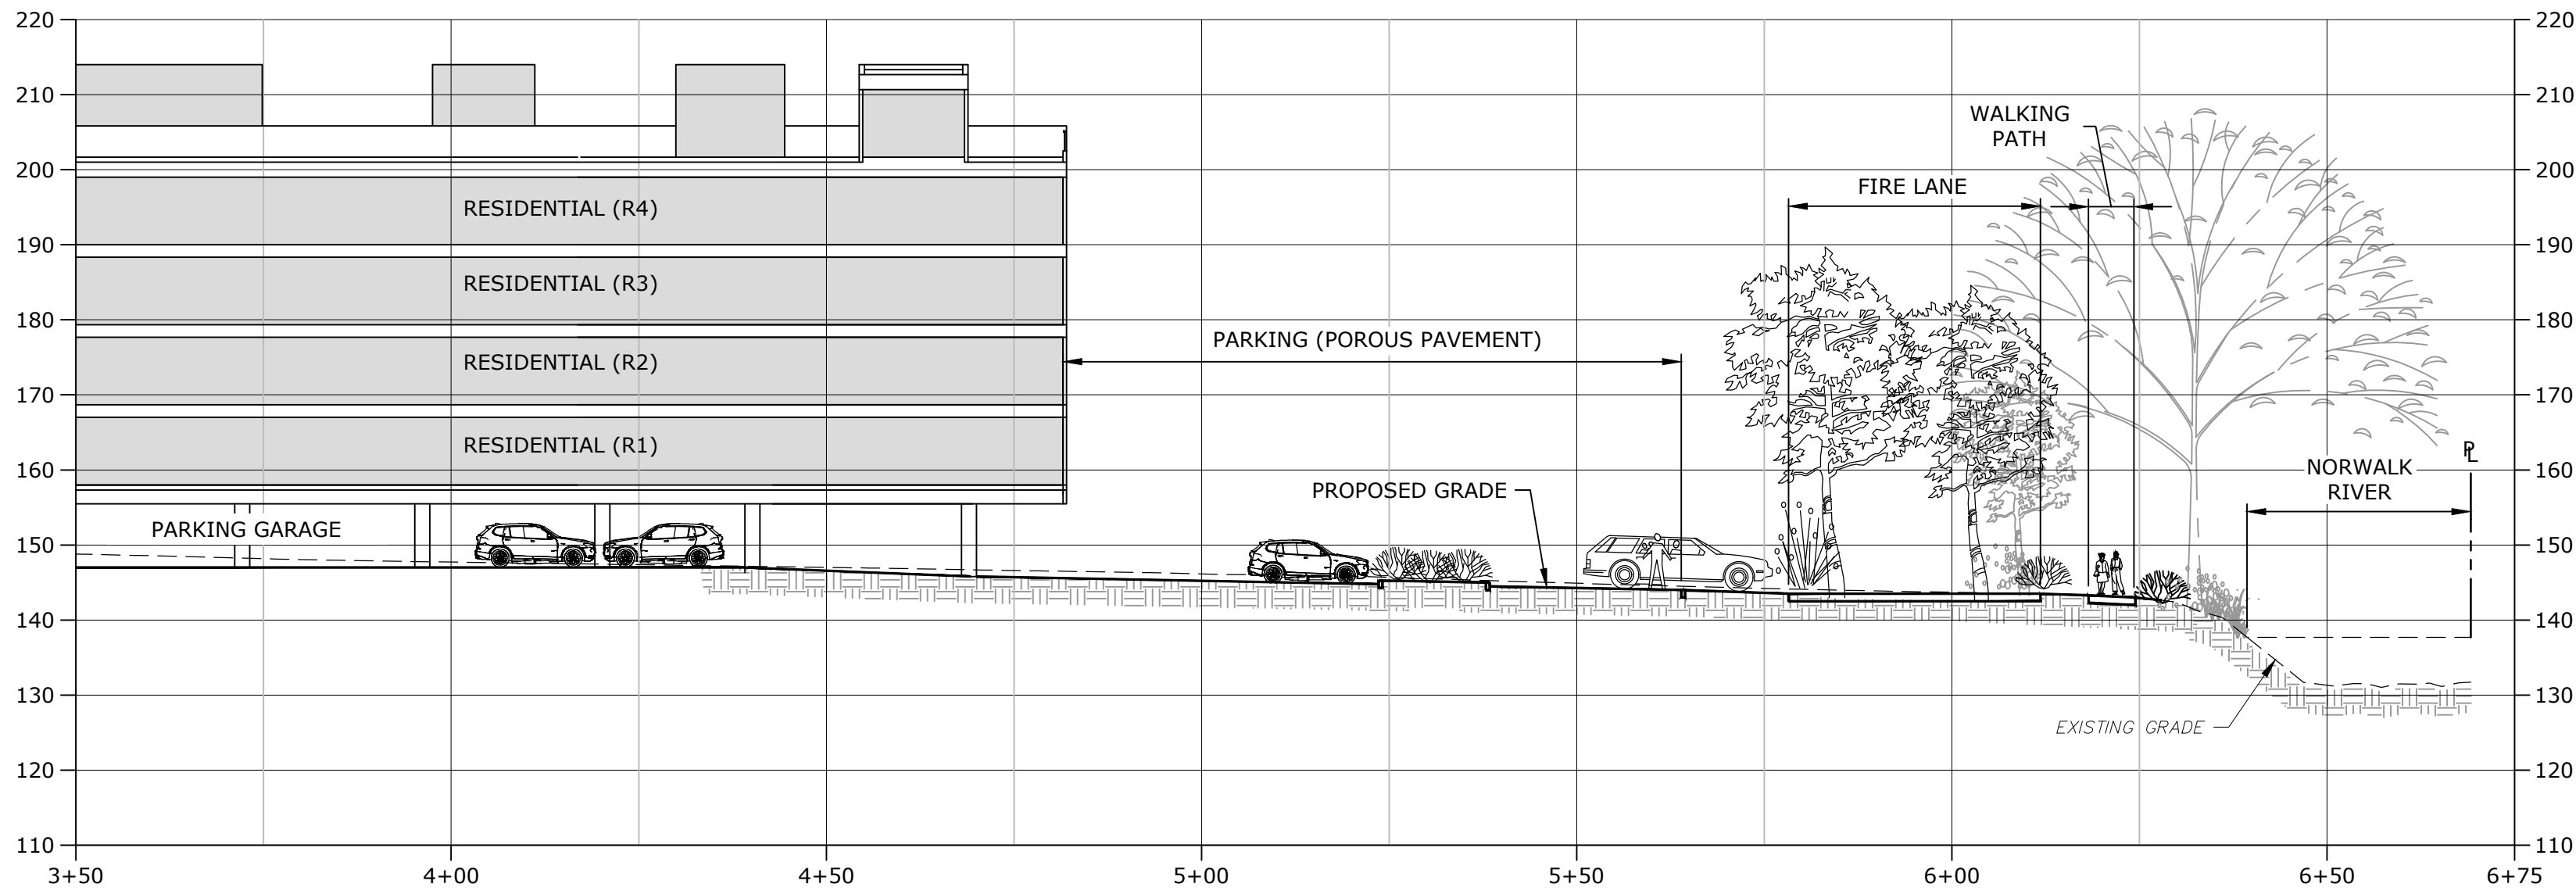 220
220
WALKING
PATH
210
210
FIRE LANE
200
200
RESIDENTIAL (R4)
190
190
RESIDENTIAL (R3)
180
180
PARKING (POROUS PAVEMENT)
RESIDENTIAL (R2)
170
170
RESIDENTIAL (R1)
PL
160
160
NORWALK
RIVER
PROPOSED GRADE
PARKING GARAGE
150
150
140
140
130
130
EXISTING GRADE
120
120
110
110
3+50
4+00
4+50
5+00
5+50
6+00
6+50
6+75